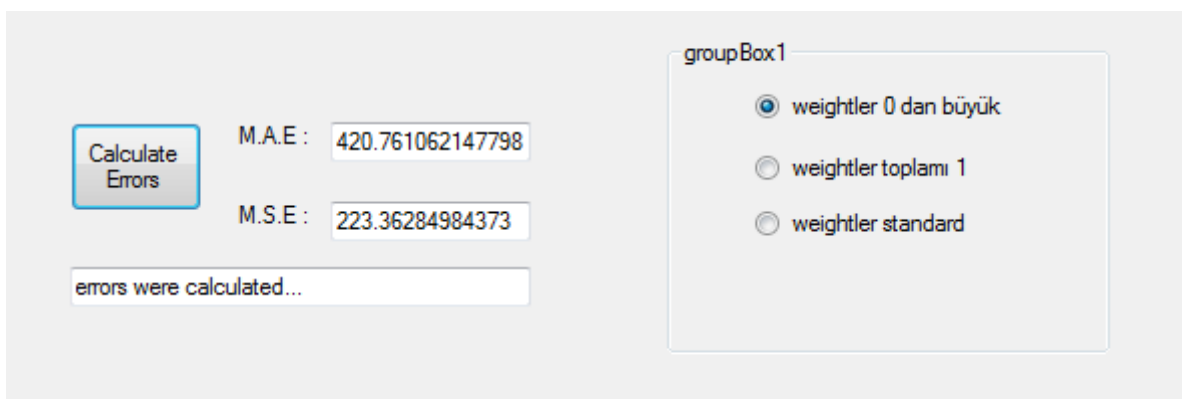 Calculate
Errors
M.A.E :
420.761062147798
M.S.E :
223.36284984373
errors were calculated...
groupBox1
weightler 0 dan büyük
weightler toplamı 1
weightler standard